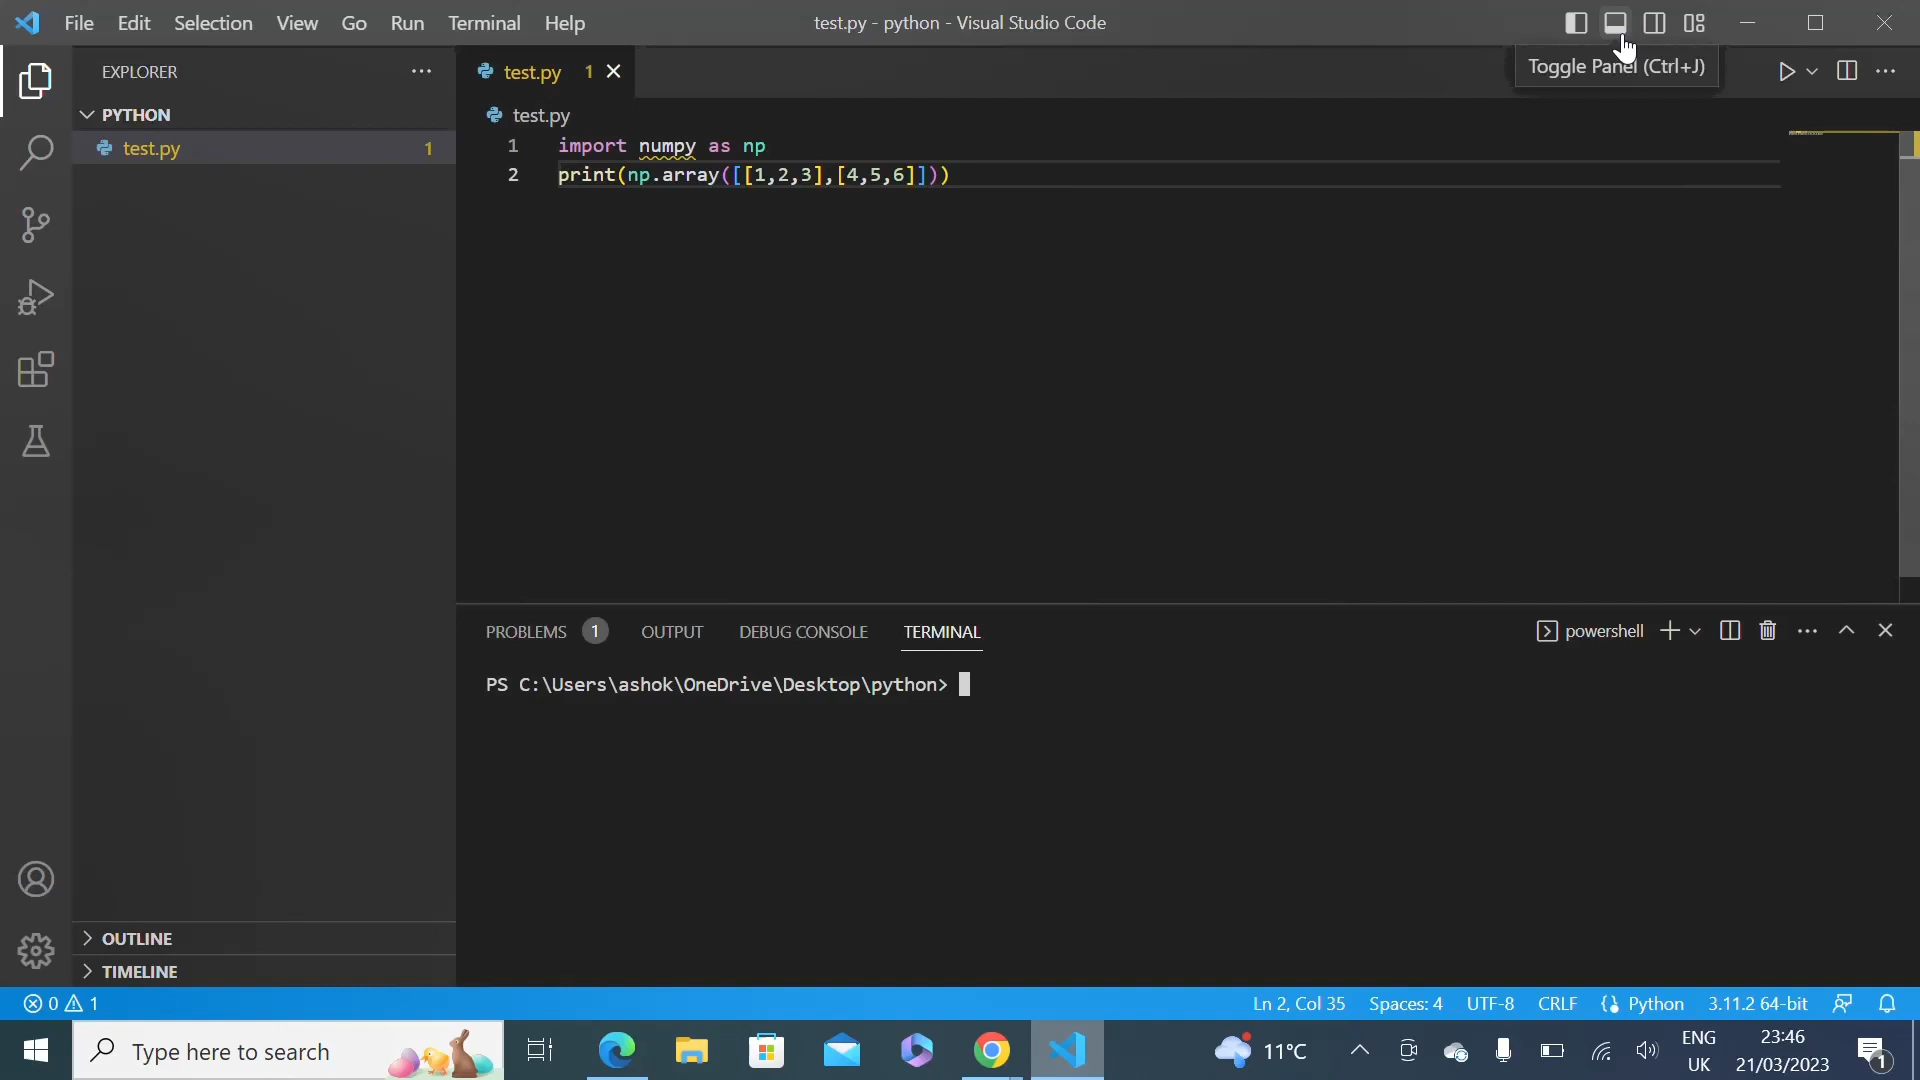 File Edit Selection View Go Run Terminal Help
test.py - python - Visual Studio Code
Toggle Panel (Ctrl+J)
EXPLORER
PYTHON
test.py 1
OUTLINE
TIMELINE
test.py 1
test.py
1 import numpy as np
2 print(np.array([[1,2,3],[4,5,6]]))
PROBLEMS 1 OUTPUT DEBUG CONSOLE TERMINAL
powershell
PS C:\Users\ashok\OneDrive\Desktop\python>
0 1
Ln 2, Col 35 Spaces: 4 UTF-8 CRLF Python 3.11.2 64-bit
Type here to search
11°C
ENG
UK
23:46
21/03/2023
1